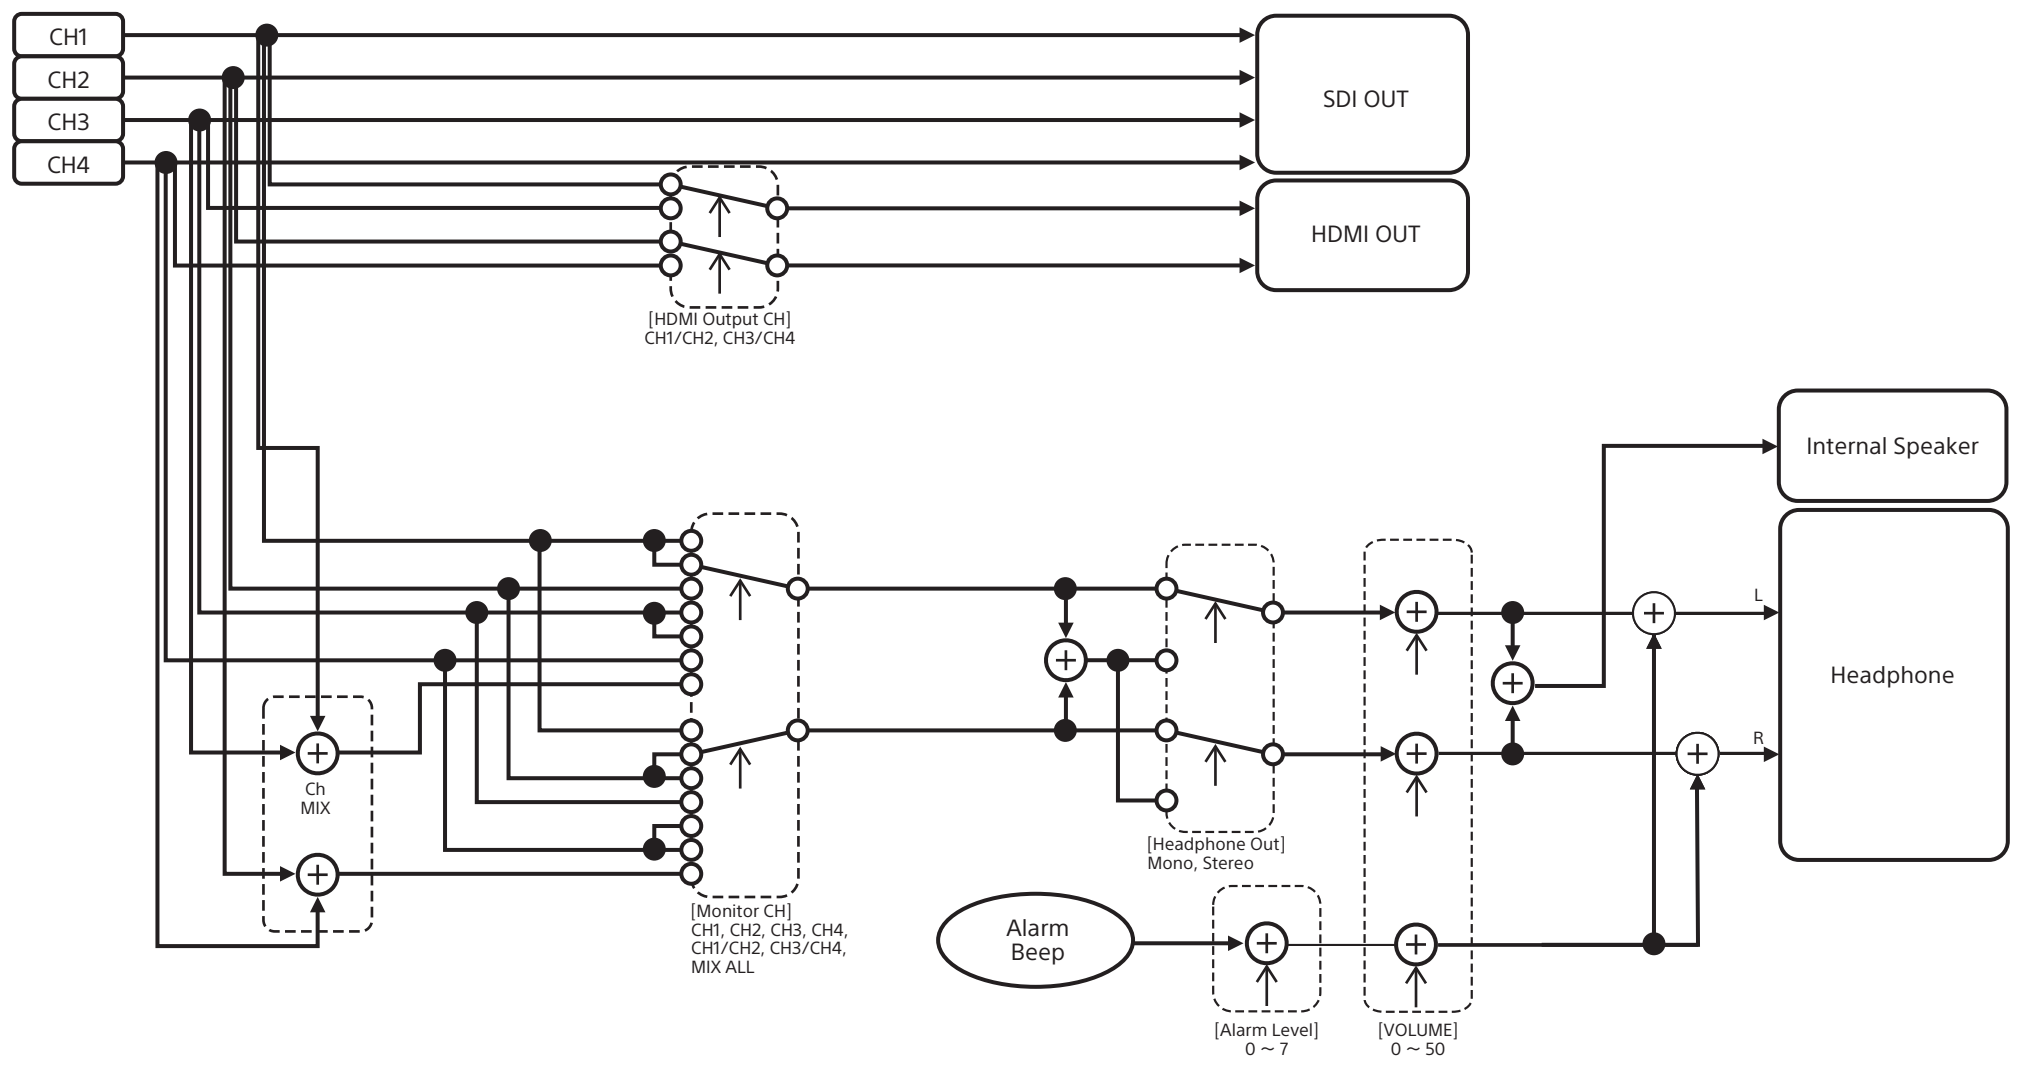 CH1
CH2
CH3
CH4
SDI OUT
HDMI OUT
[HDMI Output CH]
CH1/CH2, CH3/CH4
Internal Speaker
Headphone
L
R
Ch
MIX
[Monitor CH]
CH1, CH2, CH3, CH4,
CH1/CH2, CH3/CH4,
MIX ALL
[Headphone Out]
Mono, Stereo
Alarm
Beep
[Alarm Level]
0 ~ 7
[VOLUME]
0 ~ 50